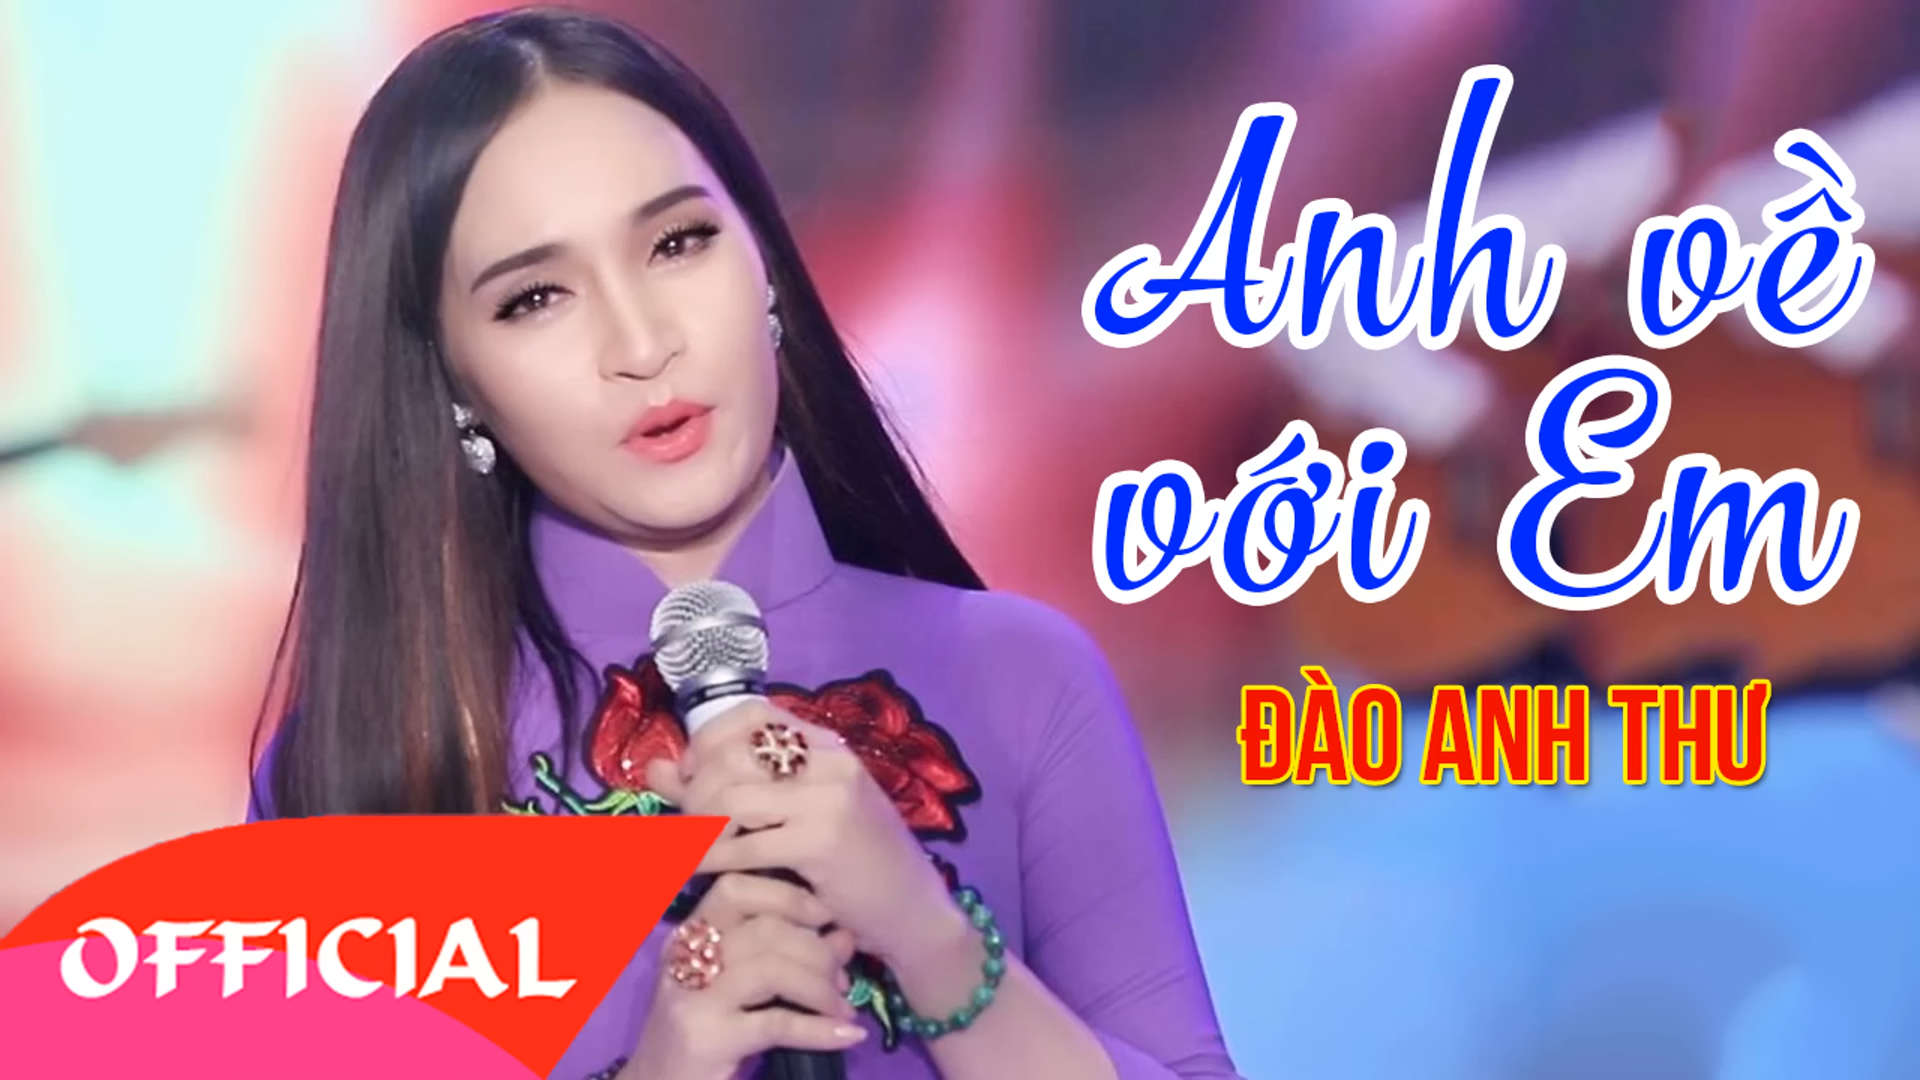 Anh về
với Em
ĐÀO ANH THƯ
OFFICIAL